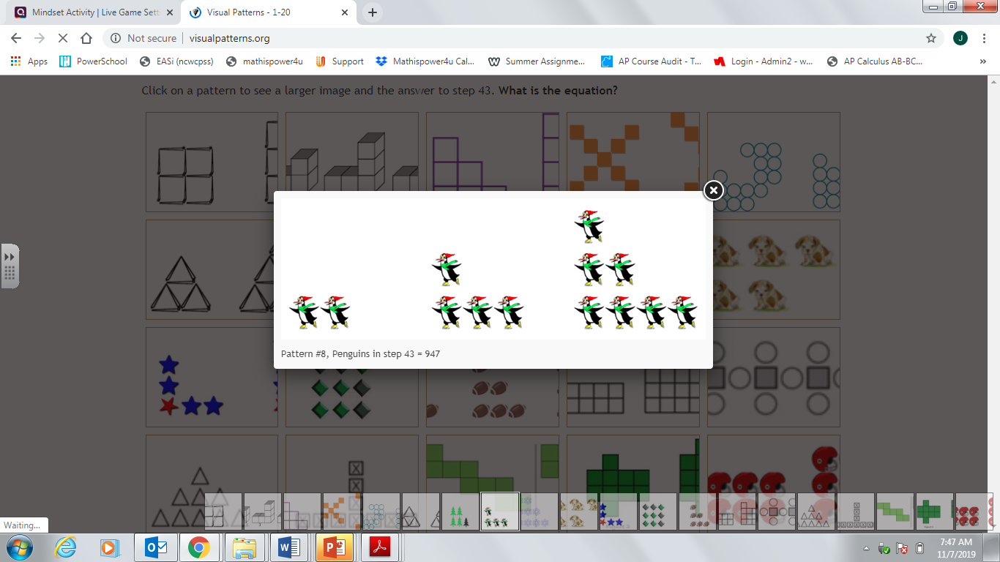 Mindset Activity | Live Game Sett
Visual Patterns - 1-20
Not secure
visualpatterns.org
J
Apps
PowerSchool
EASi (ncwcpss)
mathispower4u
Support
Mathispower4u Cal...
Summer Assignme...
AP Course Audit - T...
Login - Admin2 - w...
AP Calculus AB-BC...
Click on a pattern to see a larger image and the answer to step 43. What is the equation?
Pattern #8, Penguins in step 43 = 947
Waiting...
7:47 AM
11/7/2019